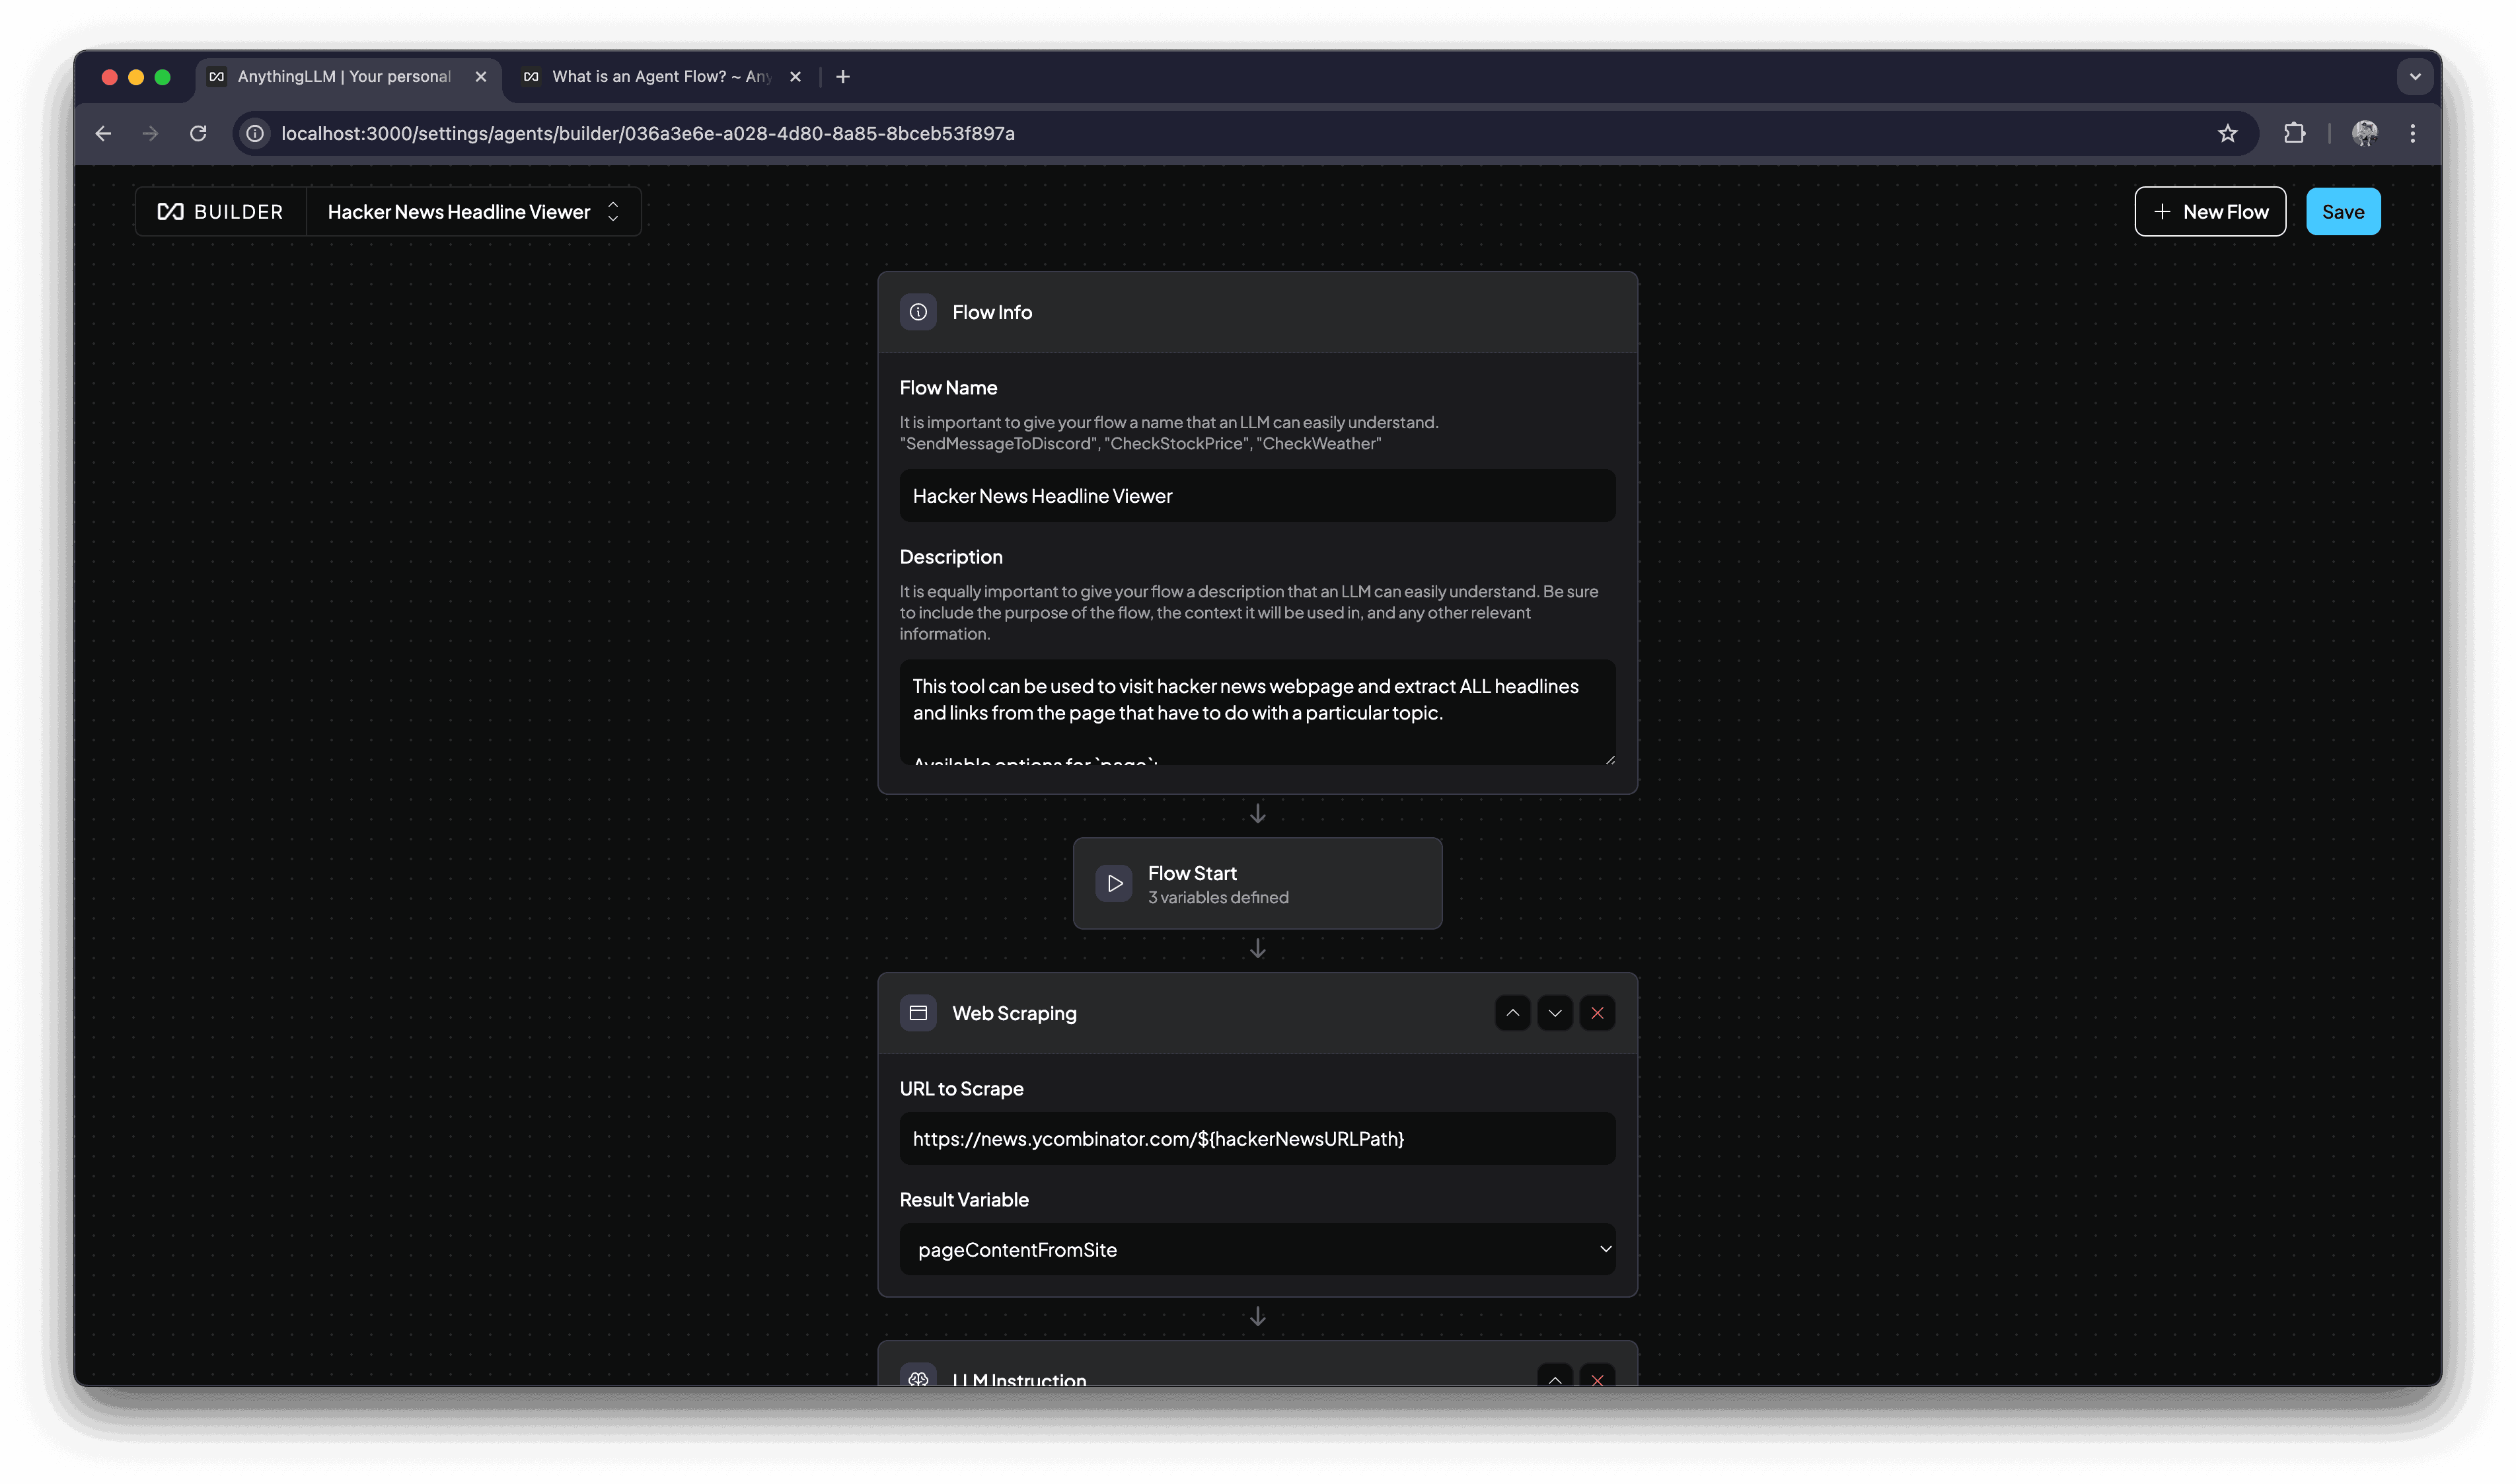 AnythingLLM | Your personal
What is an Agent Flow? ~ Any
localhost:3000/settings/agents/builder/036a3e6e-a028-4d80-8a85-8bceb53f897a
BUILDER
Hacker News Headline Viewer
New Flow
Save
Flow Info
Flow Name
It is important to give your flow a name that an LLM can easily understand.
"SendMessageToDiscord", "CheckStockPrice", "CheckWeather"
Hacker News Headline Viewer
Description
It is equally important to give your flow a description that an LLM can easily understand. Be sure
to include the purpose of the flow, the context it will be used in, and any other relevant
information.
This tool can be used to visit hacker news webpage and extract ALL headlines
and links from the page that have to do with a particular topic.
Available options for `page`:
Flow Start
3 variables defined
Web Scraping
URL to Scrape
https://news.ycombinator.com/${hackerNewsURLPath}
Result Variable
pageContentFromSite
LLM Instruction